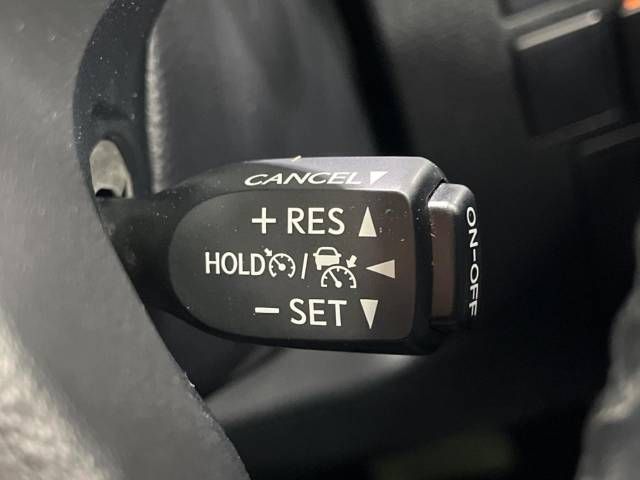 CANCEL▼
+ RES ▲
HOLD / ◀
− SET ▼
ON-OFF